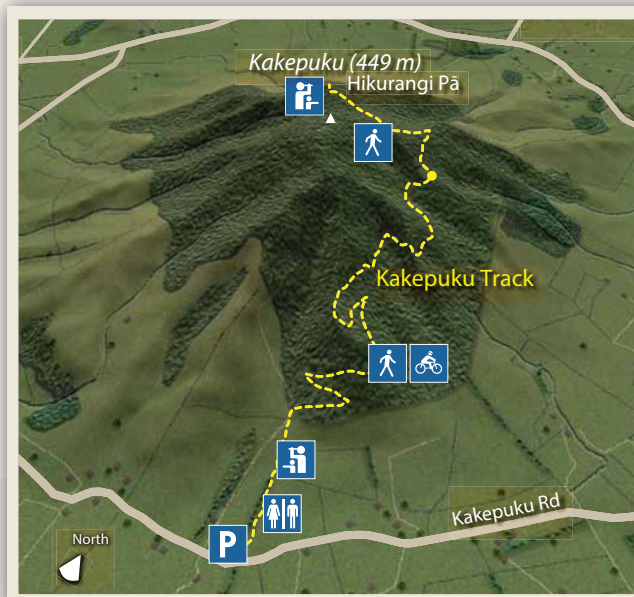 Kakepuku (449 m)
Hikurangi Pā
Kakepuku Track
Kakepuku Rd
P
North